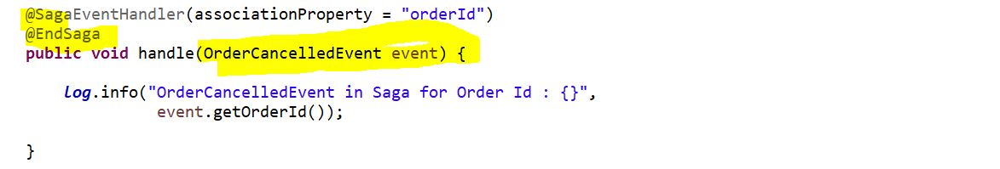 @SagaEventHandler(associationProperty = "orderId")
@EndSaga
public void handle(OrderCancelledEvent event) {
log.info("OrderCancelledEvent in Saga for Order Id : {}",
event.getOrderId());
}